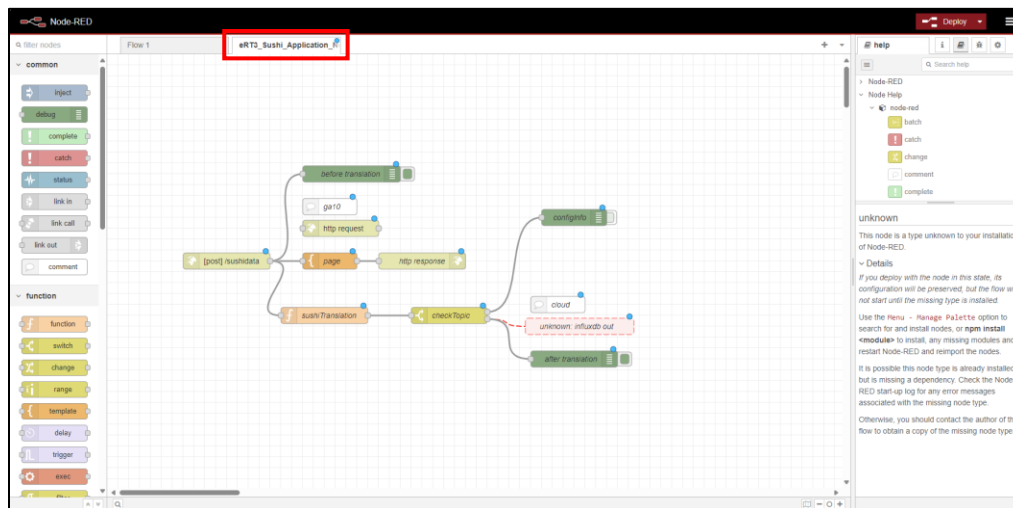 Node-RED
Deploy
filter nodes
Flow 1
eRT3_Sushi_Application_
help
i
Search help
common
inject
debug
complete
catch
status
link in
link call
link out
comment
function
function
switch
change
range
template
delay
trigger
exec
before translation
ga10
http request
[post] /sushidata
page
http response
sushiTranslation
checkTopic
configInfo
cloud
unknown: influxdb out
after translation
Node-RED
Node Help
node-red
batch
catch
change
comment
complete
unknown
This node is a type unknown to your installatio
of Node-RED.
Details
If you deploy with the node in this state, its
configuration will be preserved, but the flow w
not start until the missing type is installed.
Use the Menu - Manage Palette option to
search for and install nodes, or npm install
<module> to install, any missing modules and
restart Node-RED and reimport the nodes.
It is possible this node type is already installed
but is missing a dependency. Check the Node
RED start-up log for any error messages
associated with the missing node type.
Otherwise, you should contact the author of th
flow to obtain a copy of the missing node type